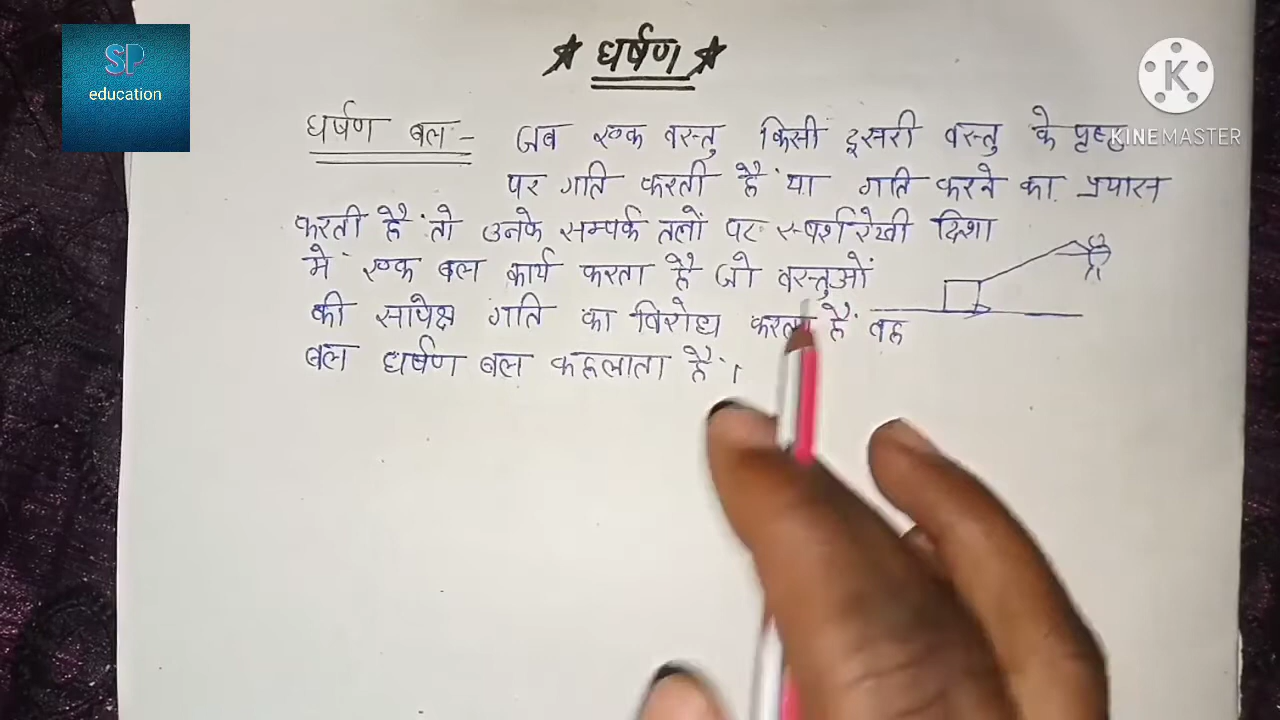 SP
education
★ घर्षण ★
KINEMASTER
घर्षण बल :- जब एक वस्तु किसी दूसरी वस्तु के पृष्ठ
पर गति करती है या गति करने का प्रयास
करती है तो उनके सम्पर्क तलों पर स्पर्शरेखी दिशा
में एक बल कार्य करता है जो वस्तुओं
की सापेक्ष गति का विरोध करता है वह
बल घर्षण बल कहलाता है ।